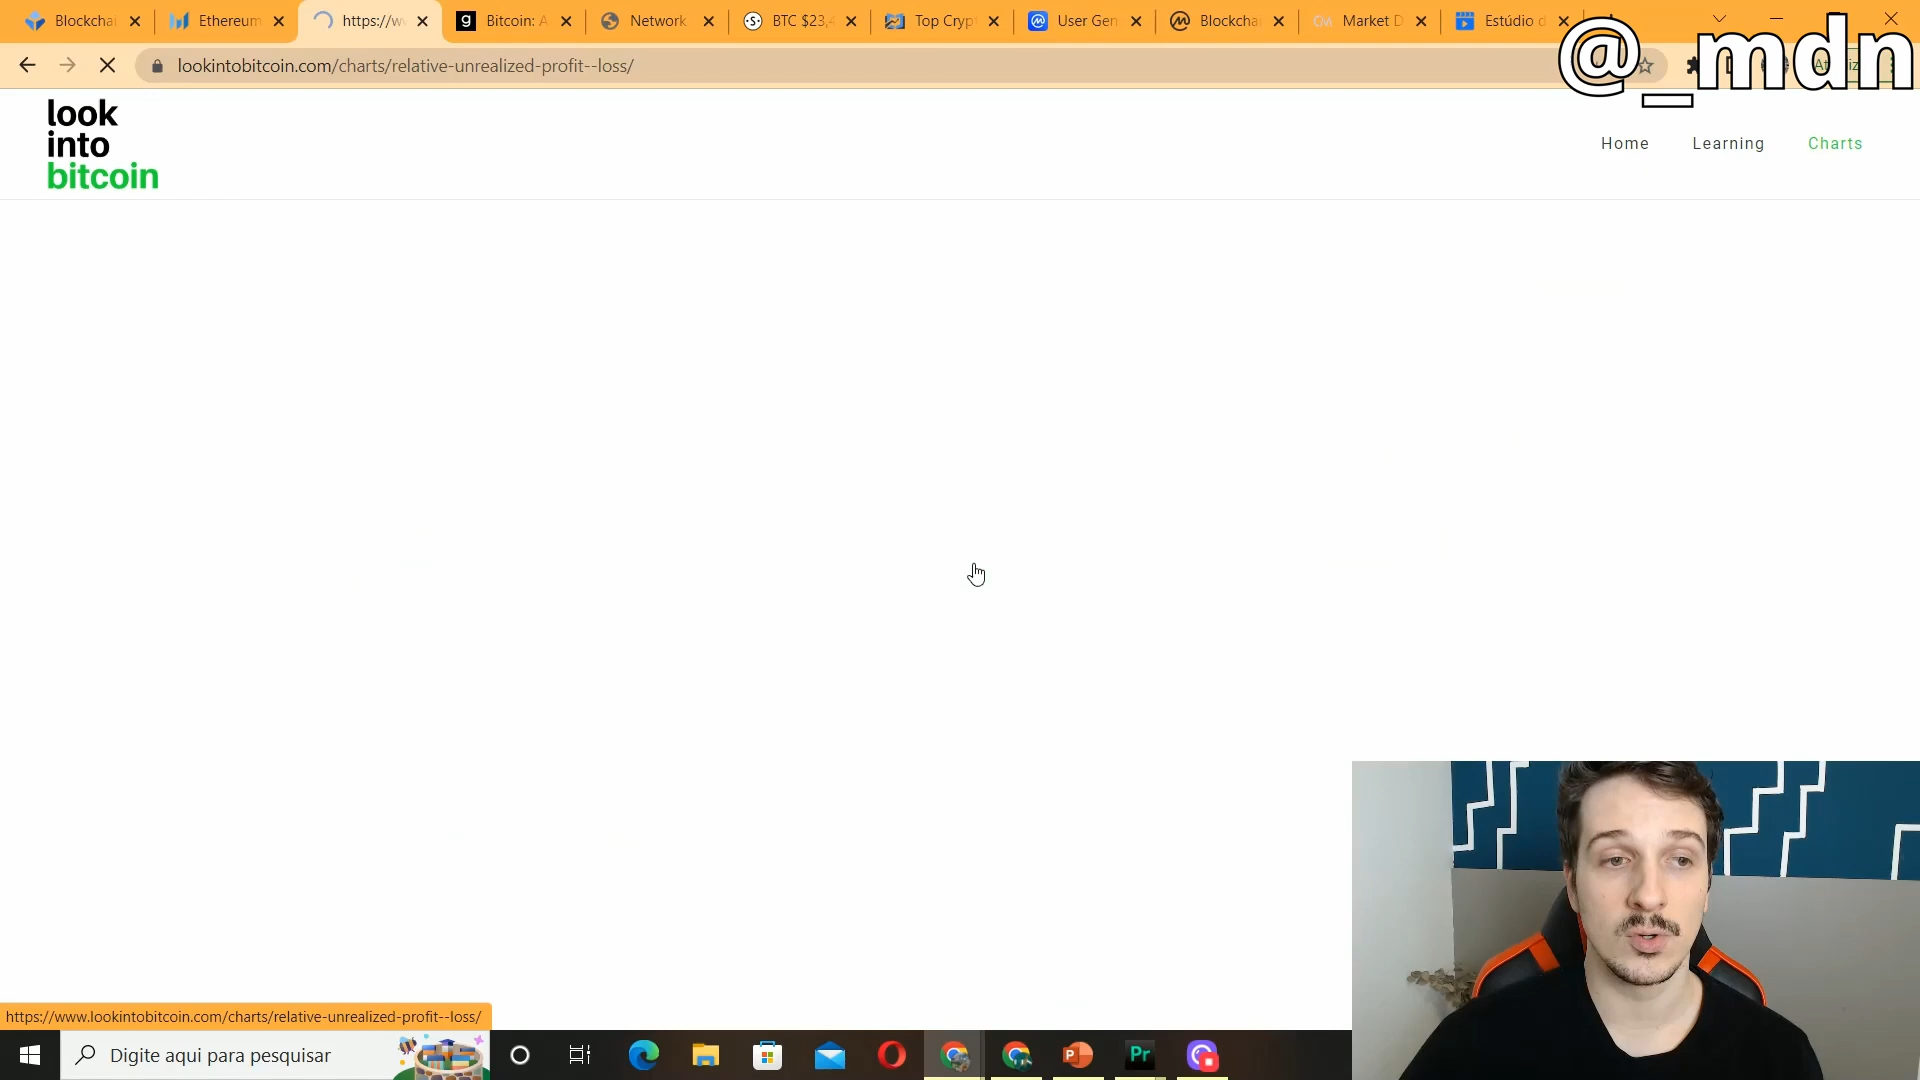 Blockchai
Ethereum
https://ww
Bitcoin: A
Network
BTC $23,4
Top Cryp
User Gen
Blockchai
Market D
Estúdio d
lookintobitcoin.com/charts/relative-unrealized-profit--loss/
@_mdn
look
into
bitcoin
Home
Learning
Charts
https://www.lookintobitcoin.com/charts/relative-unrealized-profit--loss/
Digite aqui para pesquisar